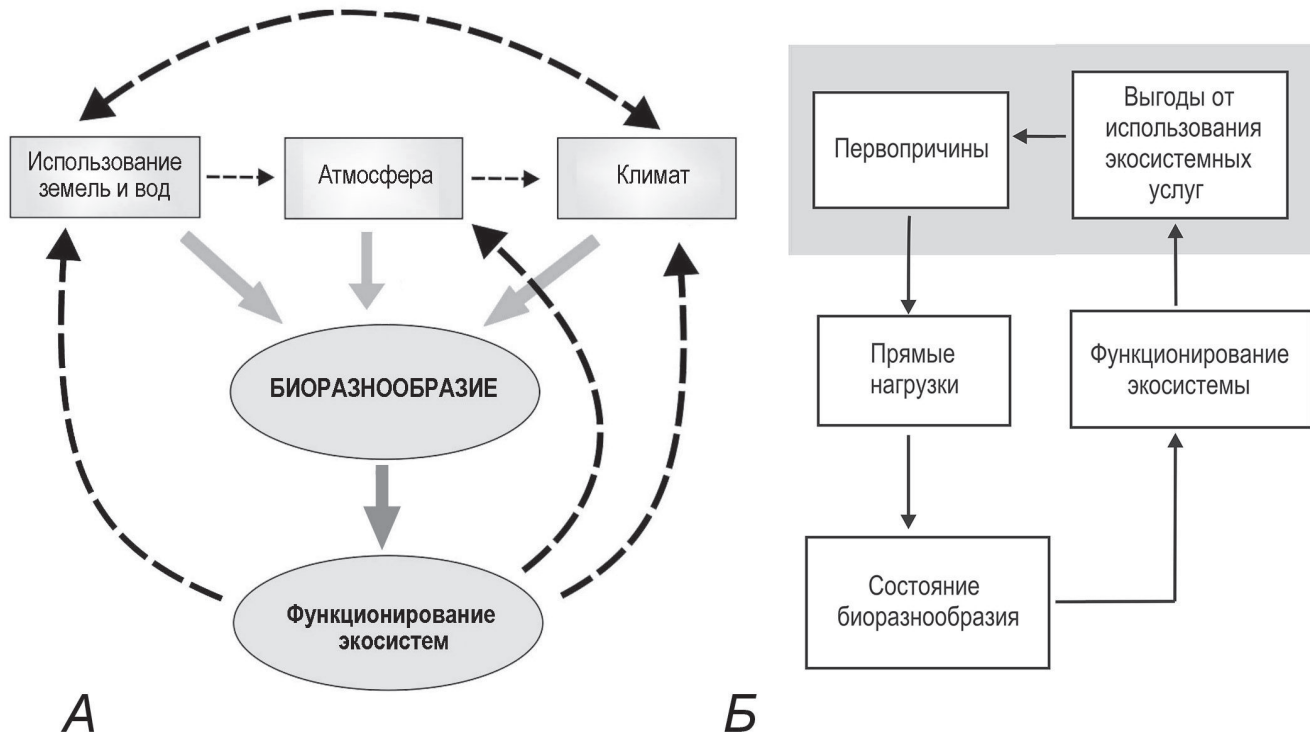 Использование
земель и вод
Атмосфера
Климат
БИОРАЗНООБРАЗИЕ
Функционирование
экосистем
А
Первопричины
Выгоды от
использования
экосистемных
услуг
Прямые
нагрузки
Функционирование
экосистемы
Состояние
биоразнообразия
Б